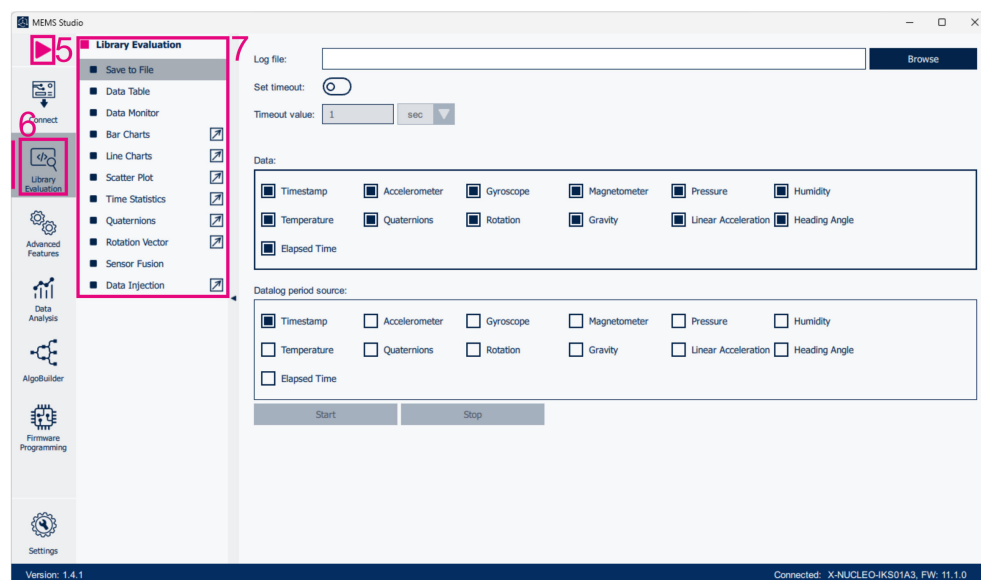 MEMS Studio
5
Library Evaluation
7
Save to File
Data Table
Data Monitor
Bar Charts
Line Charts
Scatter Plot
Time Statistics
Quaternions
Rotation Vector
Sensor Fusion
Data Injection
Connect
6
Library
Evaluation
Advanced
Features
Data
Analysis
AlgoBuilder
Firmware
Programming
Settings
Log file:
Browse
Set timeout:
Timeout value: 1 sec
Data:
Timestamp Accelerometer Gyroscope Magnetometer Pressure Humidity
Temperature Quaternions Rotation Gravity Linear Acceleration Heading Angle
Elapsed Time
Datalog period source:
Timestamp Accelerometer Gyroscope Magnetometer Pressure Humidity
Temperature Quaternions Rotation Gravity Linear Acceleration Heading Angle
Elapsed Time
Start Stop
Version: 1.4.1
Connected: X-NUCLEO-IKS01A3, FW: 11.1.0